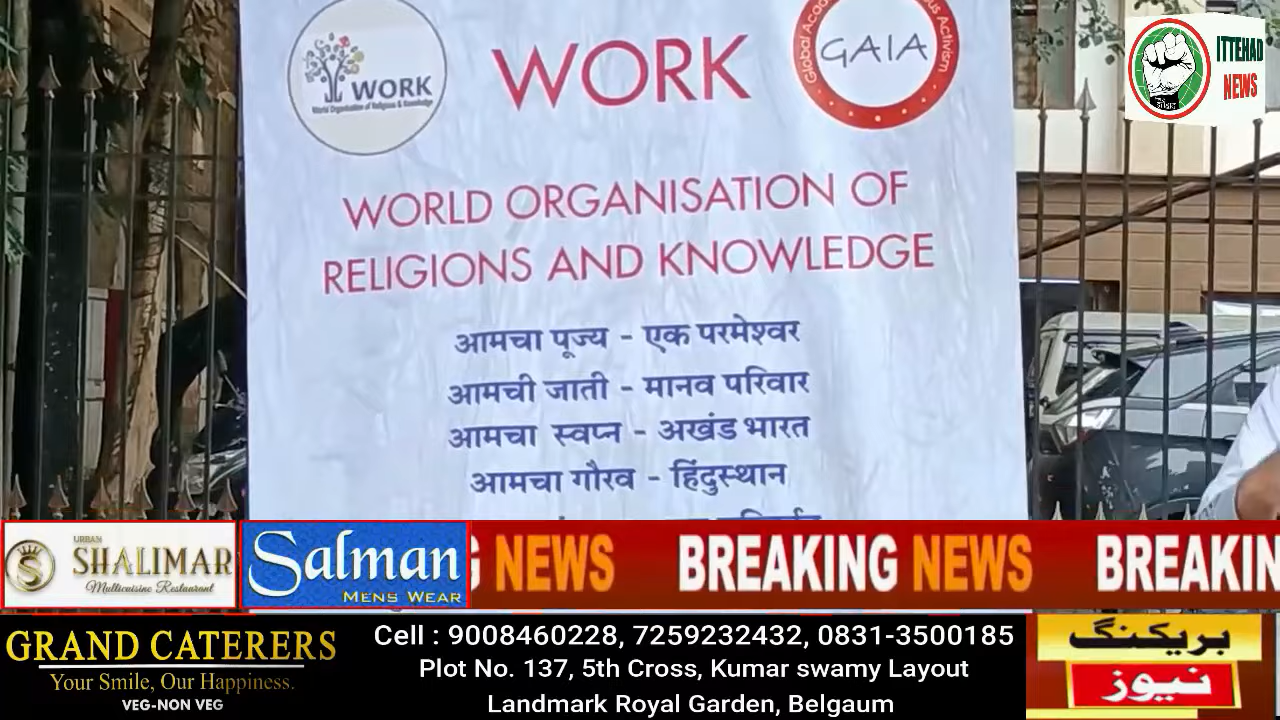 WORK
World Organisation of Religions & Knowledge
WORK
GAIA
ITTEHAD
NEWS
WORLD ORGANISATION OF
RELIGIONS AND KNOWLEDGE
आमचा पूज्य - एक परमेश्वर
आमची जाती - मानव परिवार
आमचा स्वप्न - अखंड भारत
आमचा गौरव - हिंदुस्थान
URBAN
SHALIMAR
Multicuisine Restaurant
Salman
MENS WEAR
G NEWS BREAKING NEWS BREAKIN
GRAND CATERERS
Your Smile, Our Happiness.
VEG-NON VEG
Cell : 9008460228, 7259232432, 0831-3500185
Plot No. 137, 5th Cross, Kumar swamy Layout
Landmark Royal Garden, Belgaum
بریکنگ
نیوز